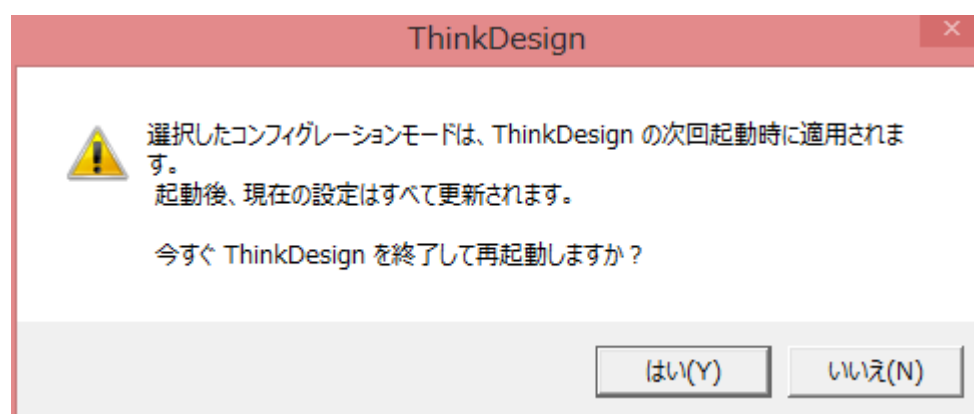 ThinkDesign
選択したコンフィグレーションモードは、ThinkDesign の次回起動時に適用されま
す。
起動後、現在の設定はすべて更新されます。
今すぐ ThinkDesign を終了して再起動しますか？
はい(Y)
いいえ(N)